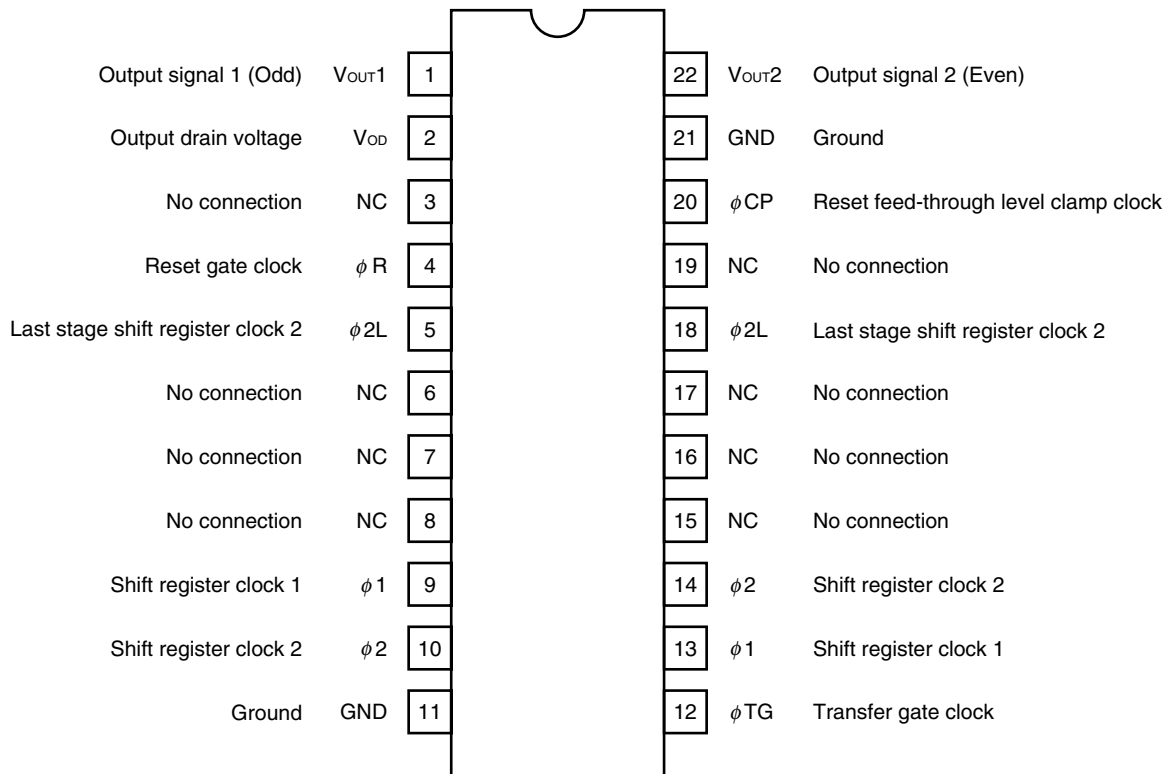 Output signal 1 (Odd) VOUT1 1 22 VOUT2 Output signal 2 (Even)
Output drain voltage VOD 2 21 GND Ground
No connection NC 3 20 ϕCP Reset feed-through level clamp clock
Reset gate clock ϕR 4 19 NC No connection
Last stage shift register clock 2 ϕ2L 5 18 ϕ2L Last stage shift register clock 2
No connection NC 6 17 NC No connection
No connection NC 7 16 NC No connection
No connection NC 8 15 NC No connection
Shift register clock 1 ϕ1 9 14 ϕ2 Shift register clock 2
Shift register clock 2 ϕ2 10 13 ϕ1 Shift register clock 1
Ground GND 11 12 ϕTG Transfer gate clock